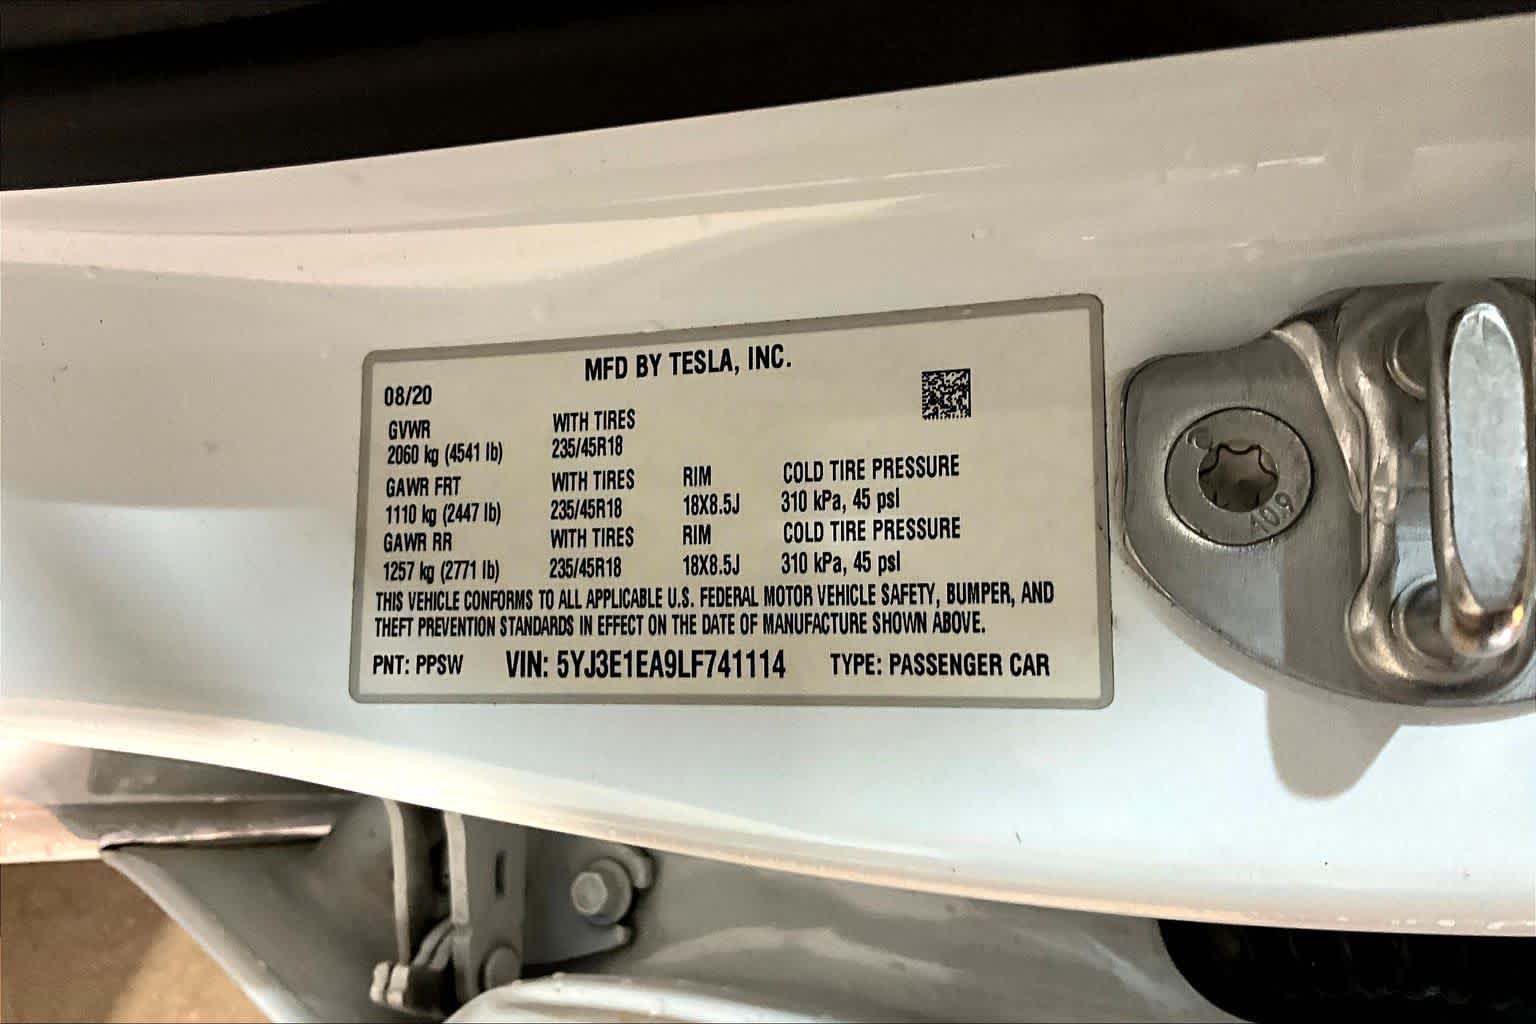 MFD BY TESLA, INC.
08/20
GVWR WITH TIRES
2060 kg (4541 lb) 235/45R18
GAWR FRT WITH TIRES RIM COLD TIRE PRESSURE
1110 kg (2447 lb) 235/45R18 18X8.5J 310 kPa, 45 psI
GAWR RR WITH TIRES RIM COLD TIRE PRESSURE
1257 kg (2771 lb) 235/45R18 18X8.5J 310 kPa, 45 psI
THIS VEHICLE CONFORMS TO ALL APPLICABLE U.S. FEDERAL MOTOR VEHICLE SAFETY, BUMPER, AND
THEFT PREVENTION STANDARDS IN EFFECT ON THE DATE OF MANUFACTURE SHOWN ABOVE.
PNT: PPSW VIN: 5YJ3E1EA9LF741114 TYPE: PASSENGER CAR
10.9